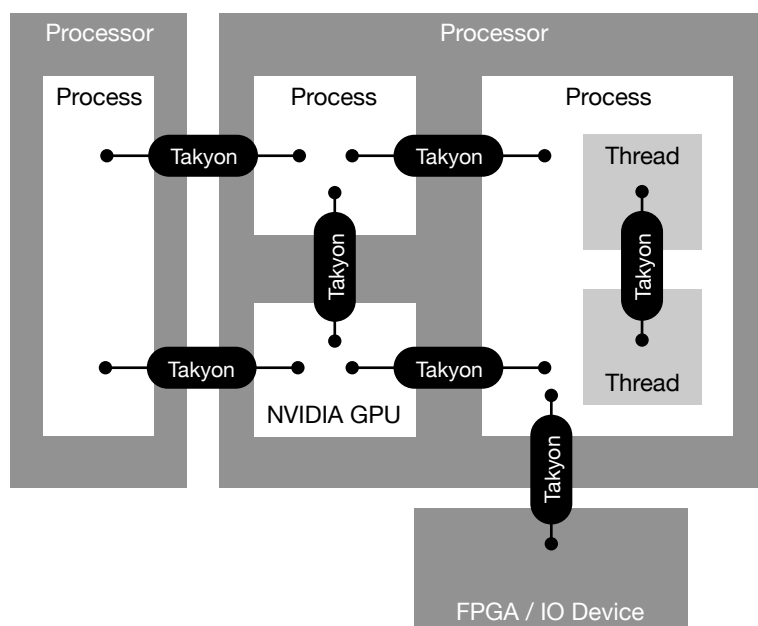 Processor
Processor
Process
Process
Process
Takyon
Takyon
Thread
Takyon
Takyon
Takyon
Takyon
Thread
NVIDIA GPU
Takyon
FPGA / IO Device